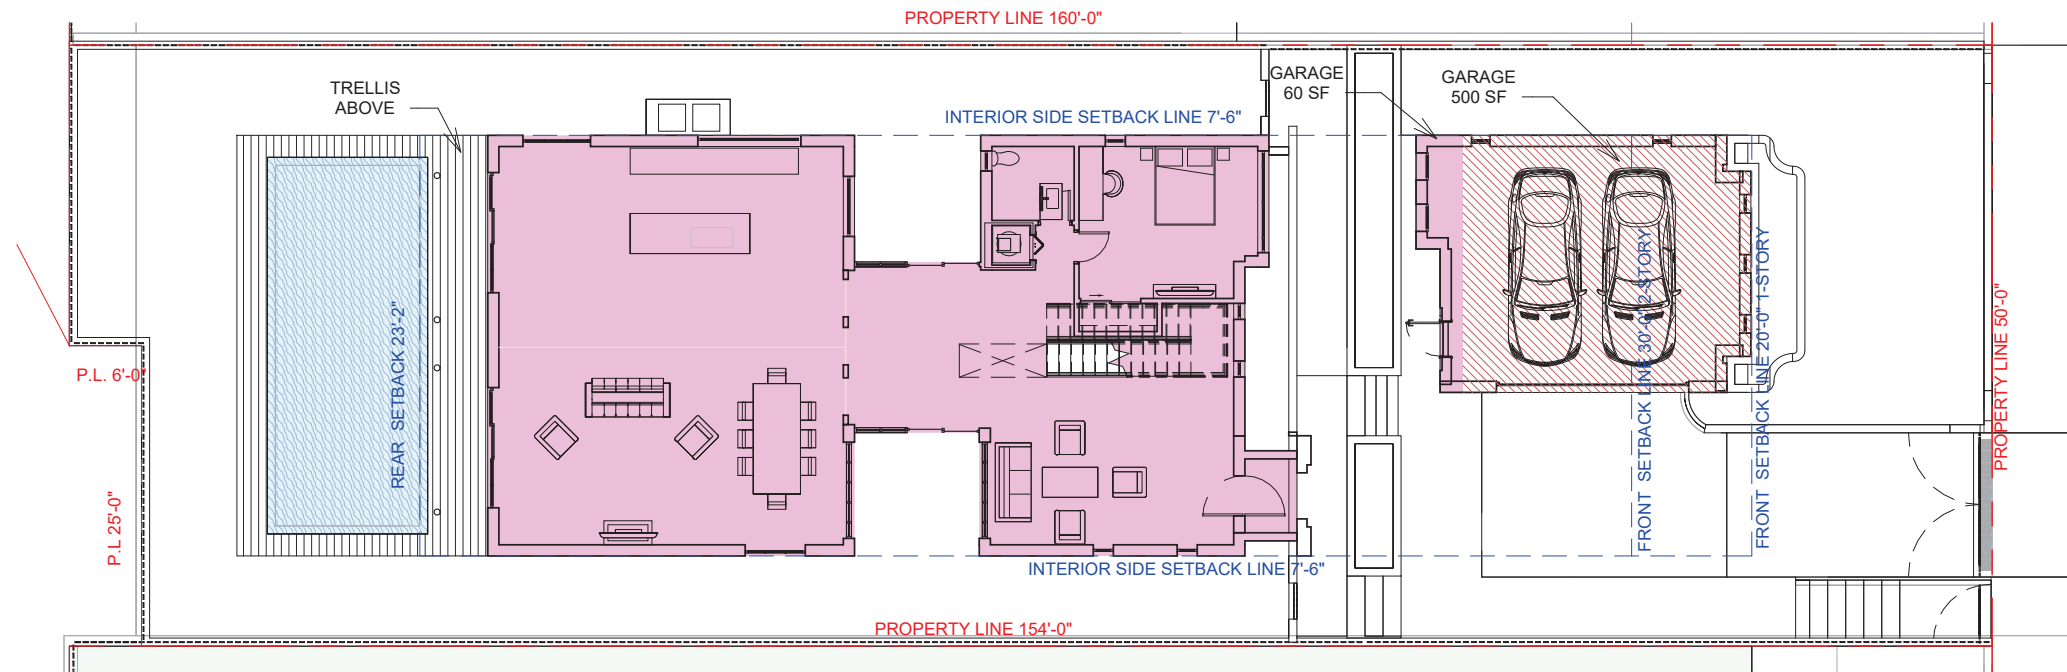 PROPERTY LINE 160'-0"
TRELLIS
ABOVE
INTERIOR SIDE SETBACK LINE 7'-6"
GARAGE
60 SF
GARAGE
500 SF
P.L. 6'-0"
P.L 25'-0"
REAR SETBACK 23'-2"
FRONT SETBACK LINE 30'-0" 2-STORY
FRONT SETBACK LINE 20'-0" 1-STORY
PROPERTY LINE 50'-0"
INTERIOR SIDE SETBACK LINE 7'-6"
PROPERTY LINE 154'-0"